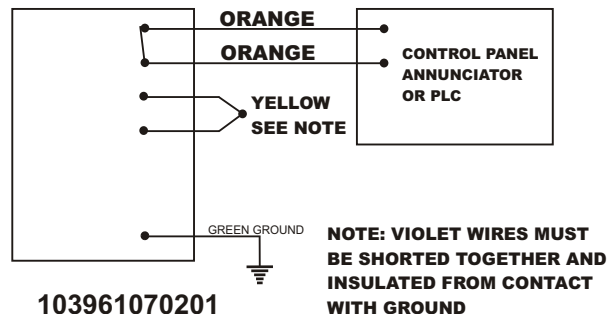 ORANGE
ORANGE
CONTROL PANEL
ANNUNCIATOR
OR PLC
YELLOW
SEE NOTE
GREEN GROUND
NOTE: VIOLET WIRES MUST
BE SHORTED TOGETHER AND
INSULATED FROM CONTACT
WITH GROUND
103961070201